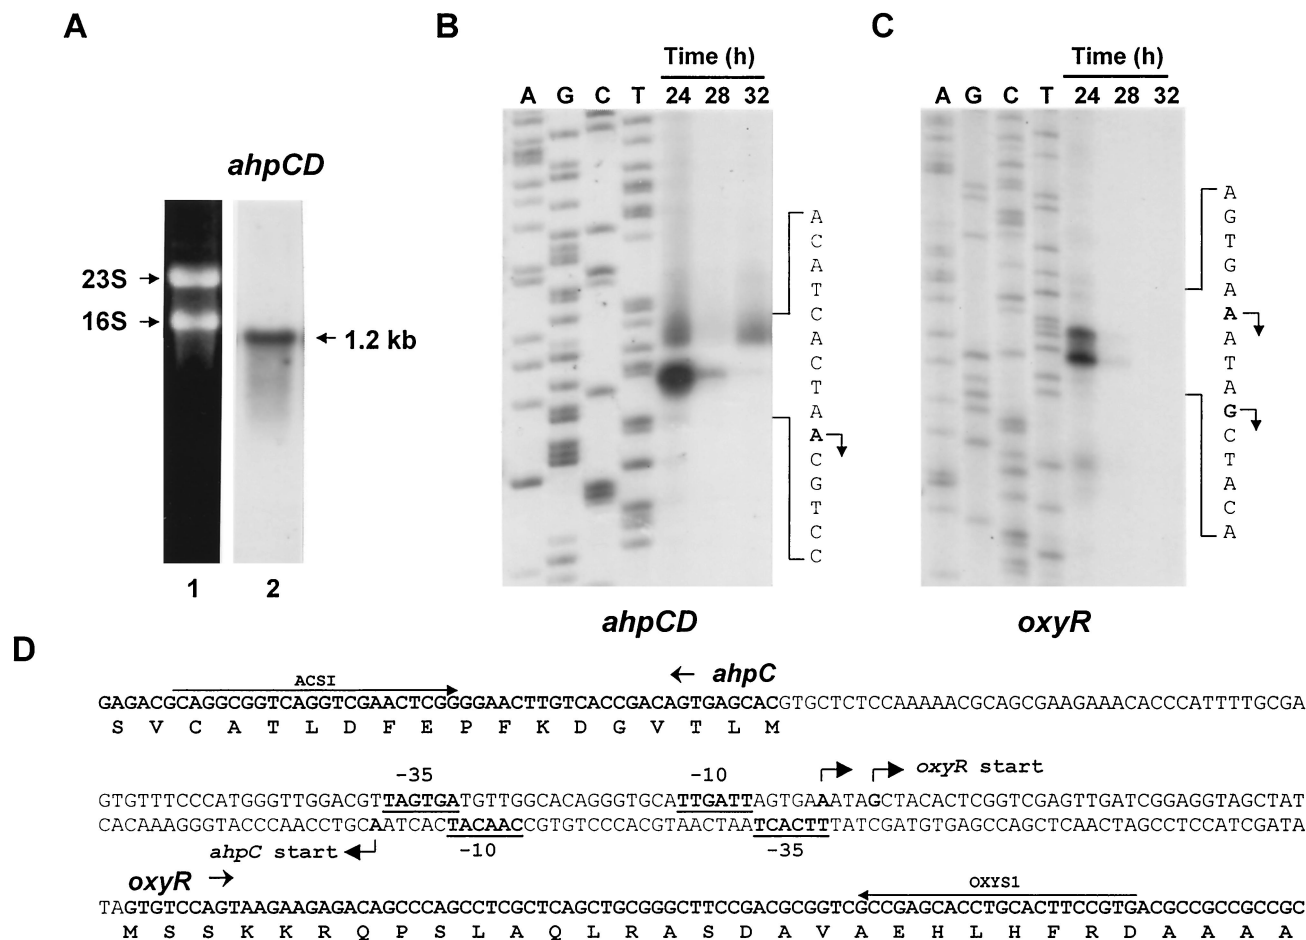 A
ahpCD
23S
16S
1.2 kb
1 2
B
Time (h)
A G C T 24 28 32
A
C
A
T
C
A
C
T
A
A
C
G
T
C
C
ahpCD
C
Time (h)
A G C T 24 28 32
A
G
T
G
A
A
A
T
A
G
C
T
A
C
A
oxyR
D
ACSI ahpC
GAGACGCAGGCGGTCAGGTCGAACTCGGGGAACTTGTCACCGACAGTGAGCACGTGCTCTCCAAAAACGCAGCGAAGAAACACCCATTTTGCGA
S V C A T L D F E P F K D G V T L M
-35 -10 oxyR start
GTGTTTCCCATGGGTTGGACGTTAGTGATGTTGGCACAGGGTGCATTGATTAGTGAAATAGCTACACTCGGTCGAGTTGATCGGAGGTAGCTAT
CACAAAGGGTACCCAACCTGCAATCACTACAACCGTGTCCCACGTAACTAATCACTTTATCGATGTGAGCCAGCTCAACTAGCCTCCATCGATA
ahpC start -10 -35
oxyR OXYS1
TAGTGTCCAGTAAGAAGAGACAGCCCAGCCTCGCTCAGCTGCGGGCTTCCGACGCGGTCGCCGAGCACCTGCACTTCCGTGACGCCGCCGCCGC
M S S K K R Q P S L A Q L R A S D A V A E H L H F R D A A A A